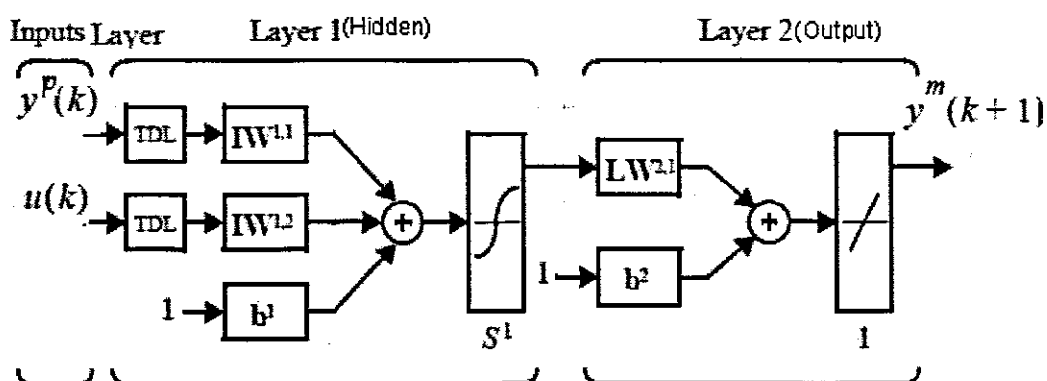 Inputs Layer Layer 1(Hidden) Layer 2(Output)
y^p(k) TDL IW^{1,1} y^m(k+1)
u(k) TDL IW^{1,2} LW^{2,1}
1 b^1 1 b^2
S^1 1